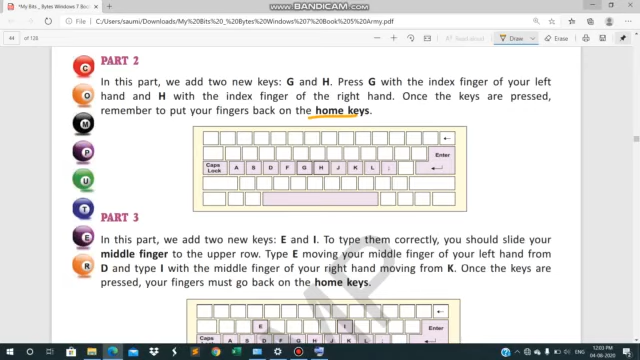 WWW.BANDICAM.COM
*My Bits _ Bytes Windows 7 Book
C:/Users/saumi/Downloads/My%20Bits%20_%20Bytes%20Windows%207%20Book%205%20Army.pdf
44 of 128
Read aloud
Draw
Erase
PART 2
In this part, we add two new keys: G and H. Press G with the index finger of your left
hand and H with the index finger of the right hand. Once the keys are pressed,
remember to put your fingers back on the home keys.
Enter
Caps Lock A S D F G H J K L ;
PART 3
In this part, we add two new keys: E and I. To type them correctly, you should slide your
middle finger to the upper row. Type E moving your middle finger of your left hand from
D and type I with the middle finger of your right hand moving from K. Once the keys are
pressed, your fingers must go back on the home keys.
E I
Enter
C
O
M
P
U
T
E
R
ENG
12:03 PM
04-08-2020